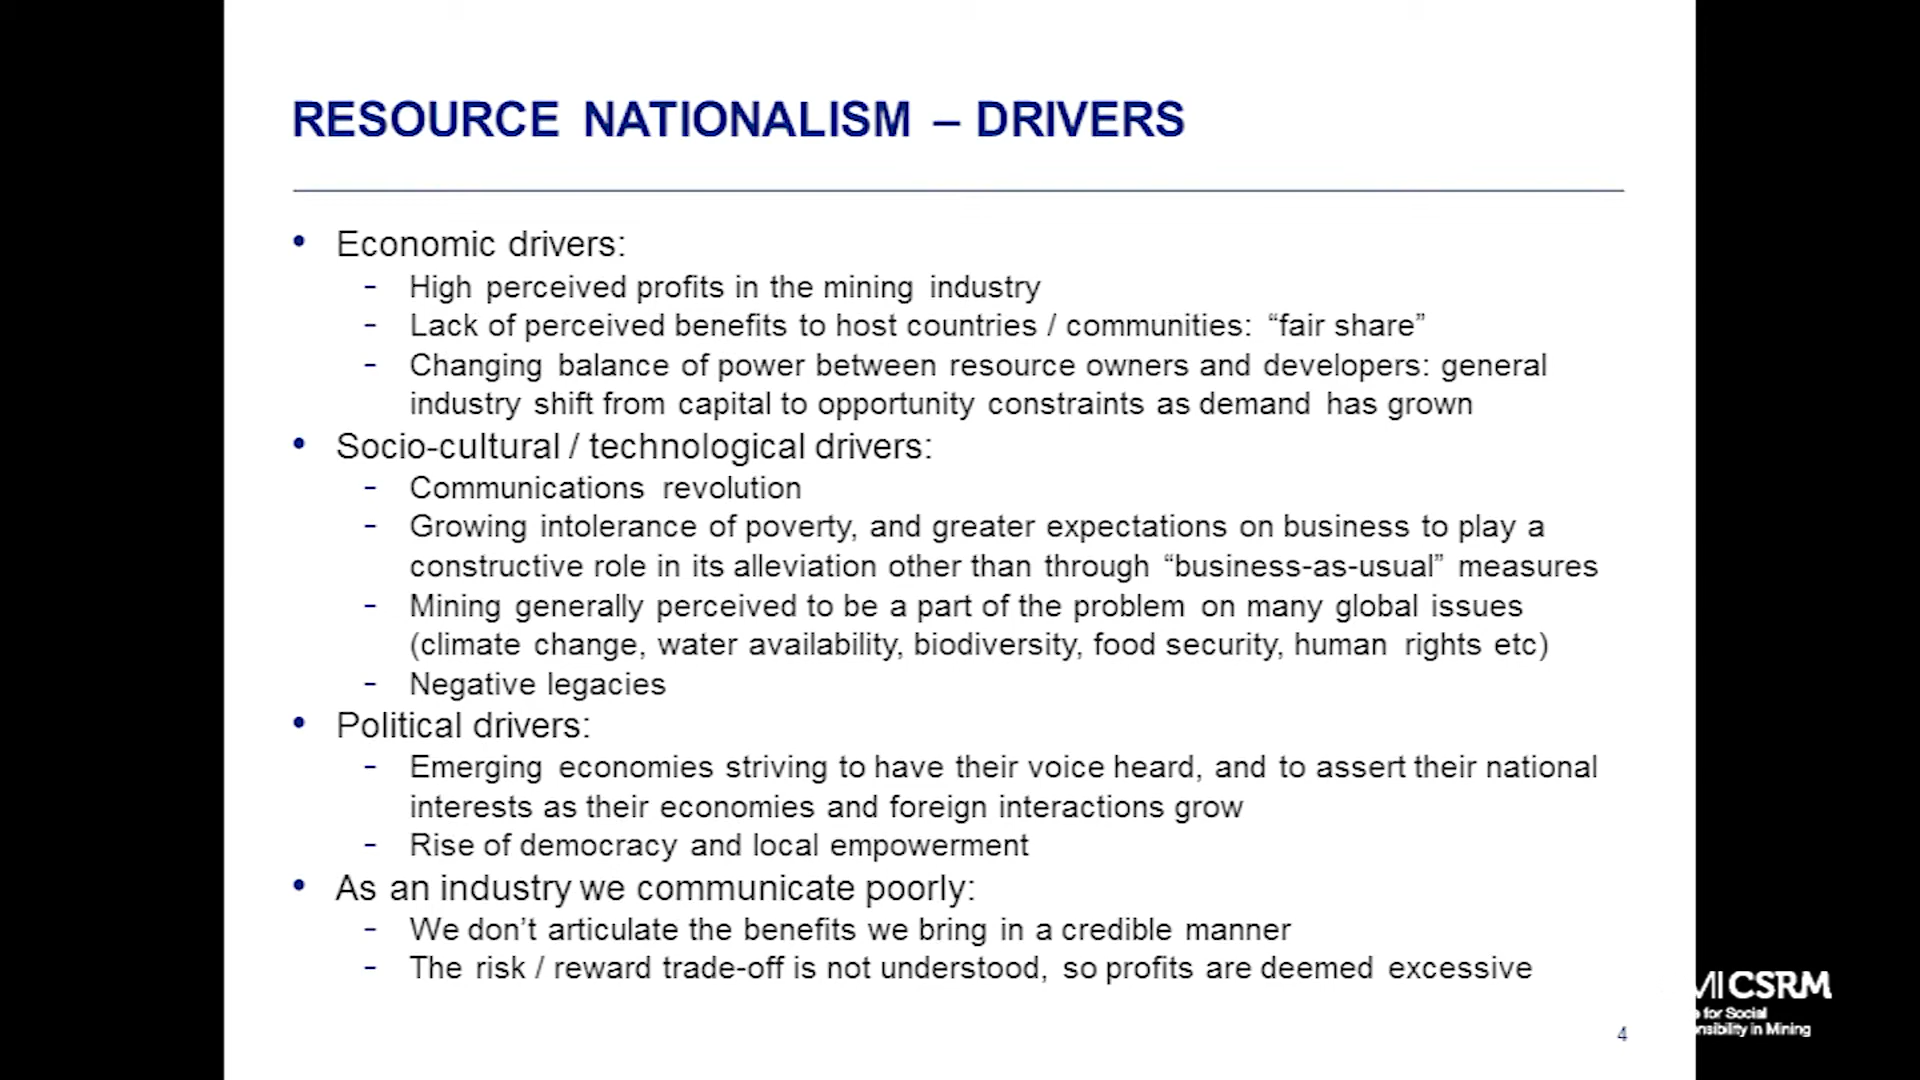 RESOURCE NATIONALISM – DRIVERS
• Economic drivers:
- High perceived profits in the mining industry
- Lack of perceived benefits to host countries / communities: “fair share”
- Changing balance of power between resource owners and developers: general
industry shift from capital to opportunity constraints as demand has grown
• Socio-cultural / technological drivers:
- Communications revolution
- Growing intolerance of poverty, and greater expectations on business to play a
constructive role in its alleviation other than through “business-as-usual” measures
- Mining generally perceived to be a part of the problem on many global issues
(climate change, water availability, biodiversity, food security, human rights etc)
- Negative legacies
• Political drivers:
- Emerging economies striving to have their voice heard, and to assert their national
interests as their economies and foreign interactions grow
- Rise of democracy and local empowerment
• As an industry we communicate poorly:
- We don’t articulate the benefits we bring in a credible manner
- The risk / reward trade-off is not understood, so profits are deemed excessive
CSRM
for Social
in Mining
4